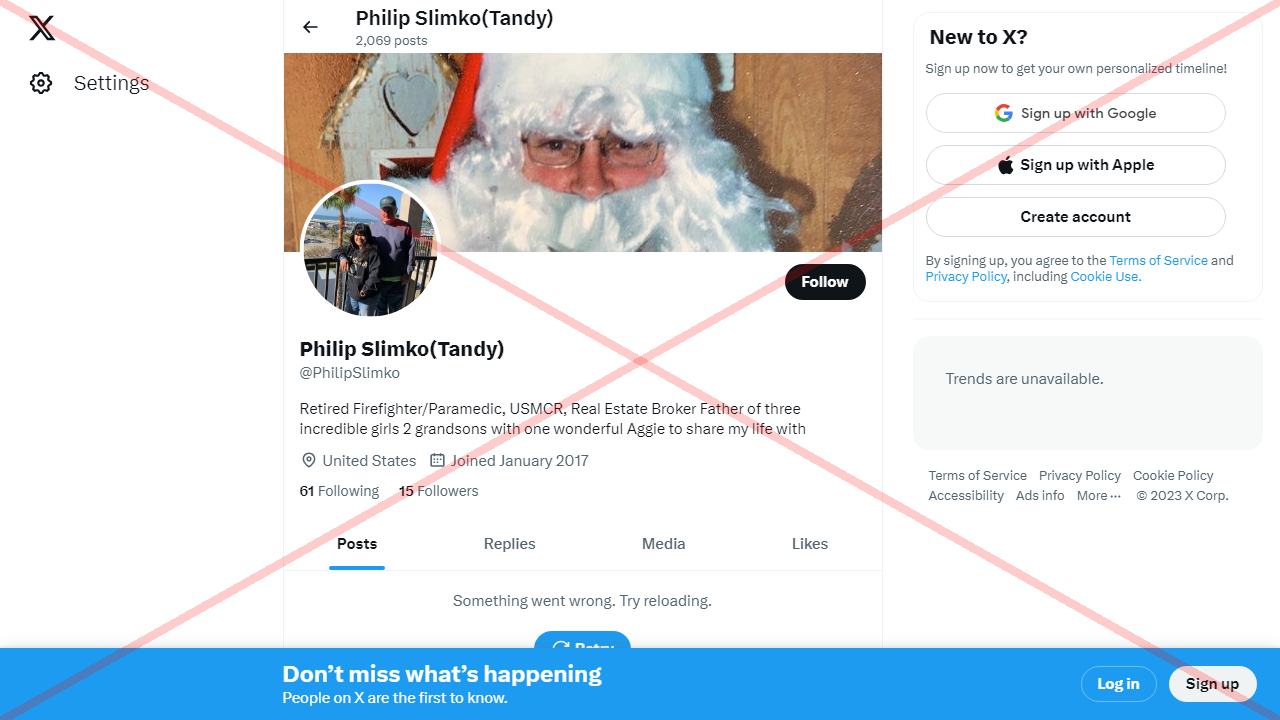 Settings
Philip Slimko(Tandy)
2,069 posts
Follow
Philip Slimko(Tandy)
@PhilipSlimko
Retired Firefighter/Paramedic, USMCR, Real Estate Broker Father of three
incredible girls 2 grandsons with one wonderful Aggie to share my life with
United States Joined January 2017
61 Following 15 Followers
Posts Replies Media Likes
Something went wrong. Try reloading.
Retry
New to X?
Sign up now to get your own personalized timeline!
Sign up with Google
Sign up with Apple
Create account
By signing up, you agree to the Terms of Service and
Privacy Policy, including Cookie Use.
Trends are unavailable.
Terms of Service Privacy Policy Cookie Policy
Accessibility Ads info More ··· © 2023 X Corp.
Don’t miss what’s happening
People on X are the first to know.
Log in Sign up